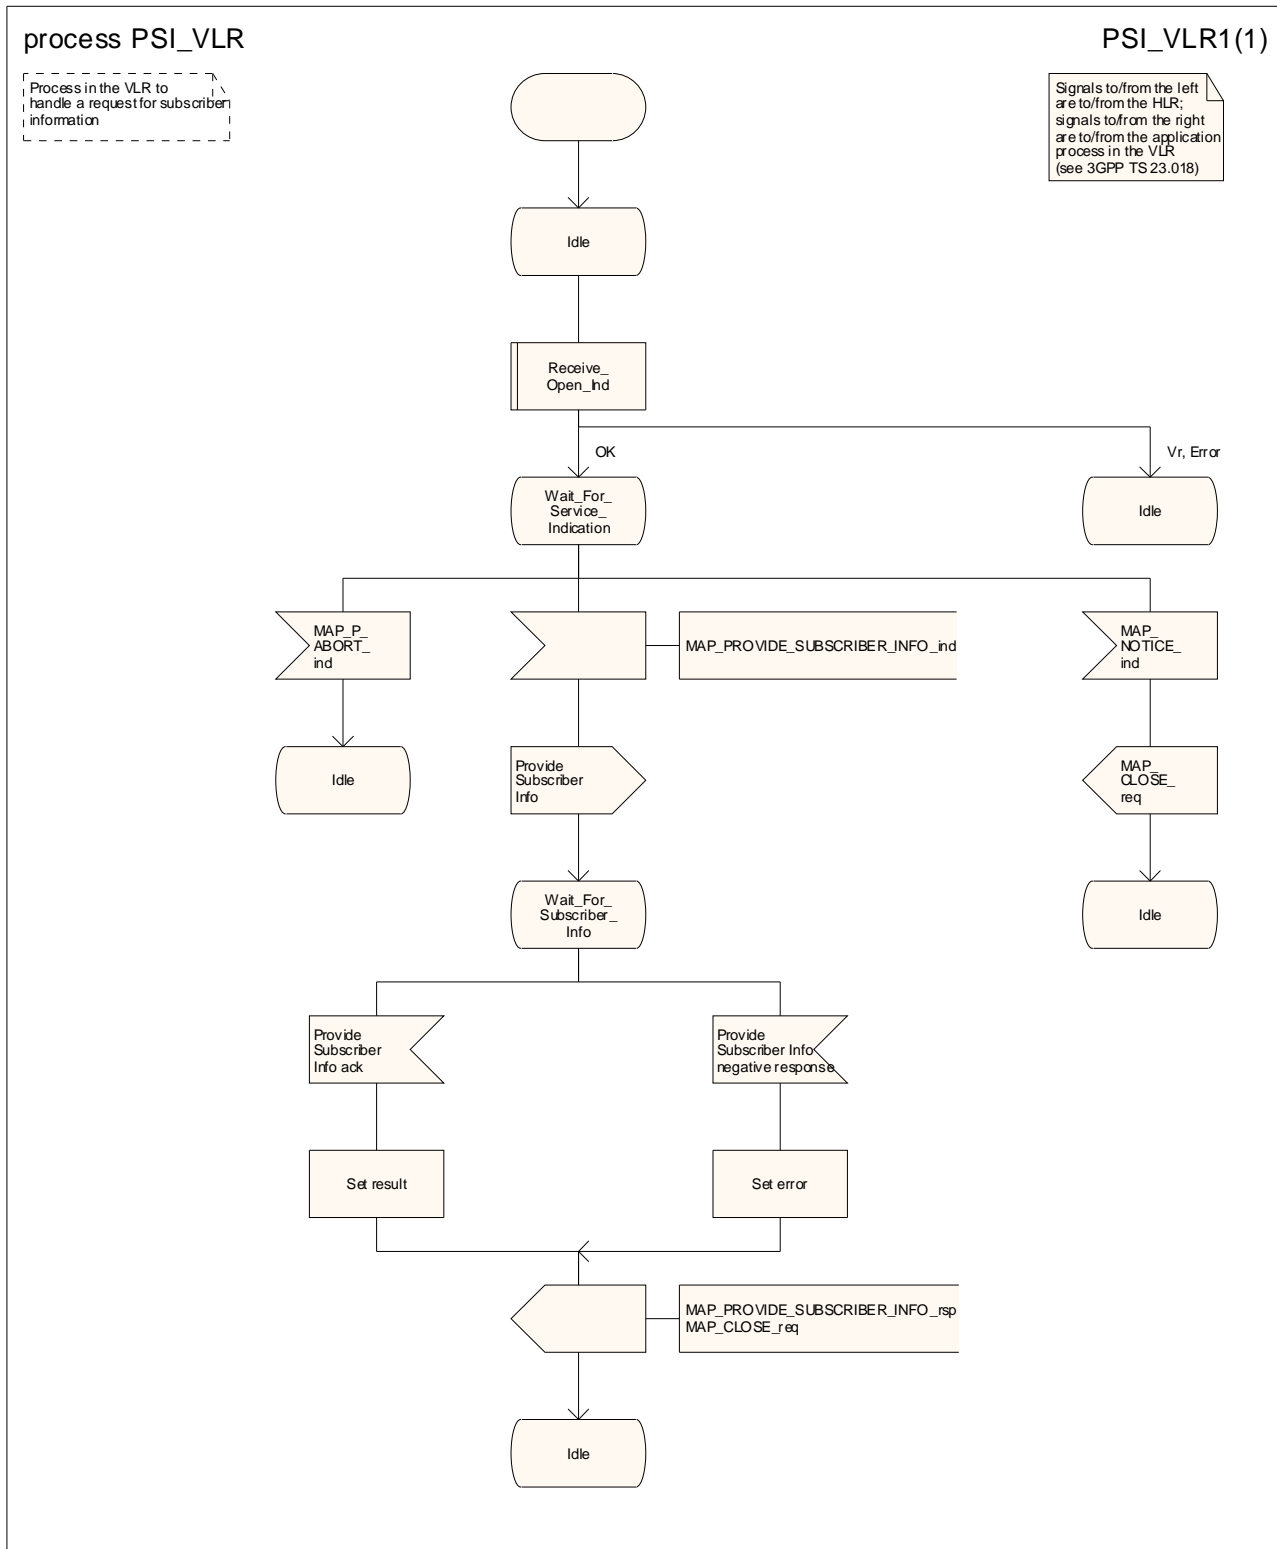 process PSI_VLR
PSI_VLR1(1)
Process in the VLR to
handle a request for subscriber
information
Signals to/from the left
are to/from the HLR;
signals to/from the right
are to/from the application
process in the VLR
(see 3GPP TS 23.018)
Idle
Receive_
Open_Ind
OK
Vr, Error
Wait_For_
Service_
Indication
Idle
MAP_P_
ABORT_
ind
MAP_PROVIDE_SUBSCRIBER_INFO_ind
MAP_
NOTICE_
ind
Idle
Provide
Subscriber
Info
MAP_
CLOSE_
req
Wait_For_
Subscriber_
Info
Idle
Provide
Subscriber
Info ack
Provide
Subscriber Info
negative response
Set result
Set error
MAP_PROVIDE_SUBSCRIBER_INFO_rsp
MAP_CLOSE_req
Idle